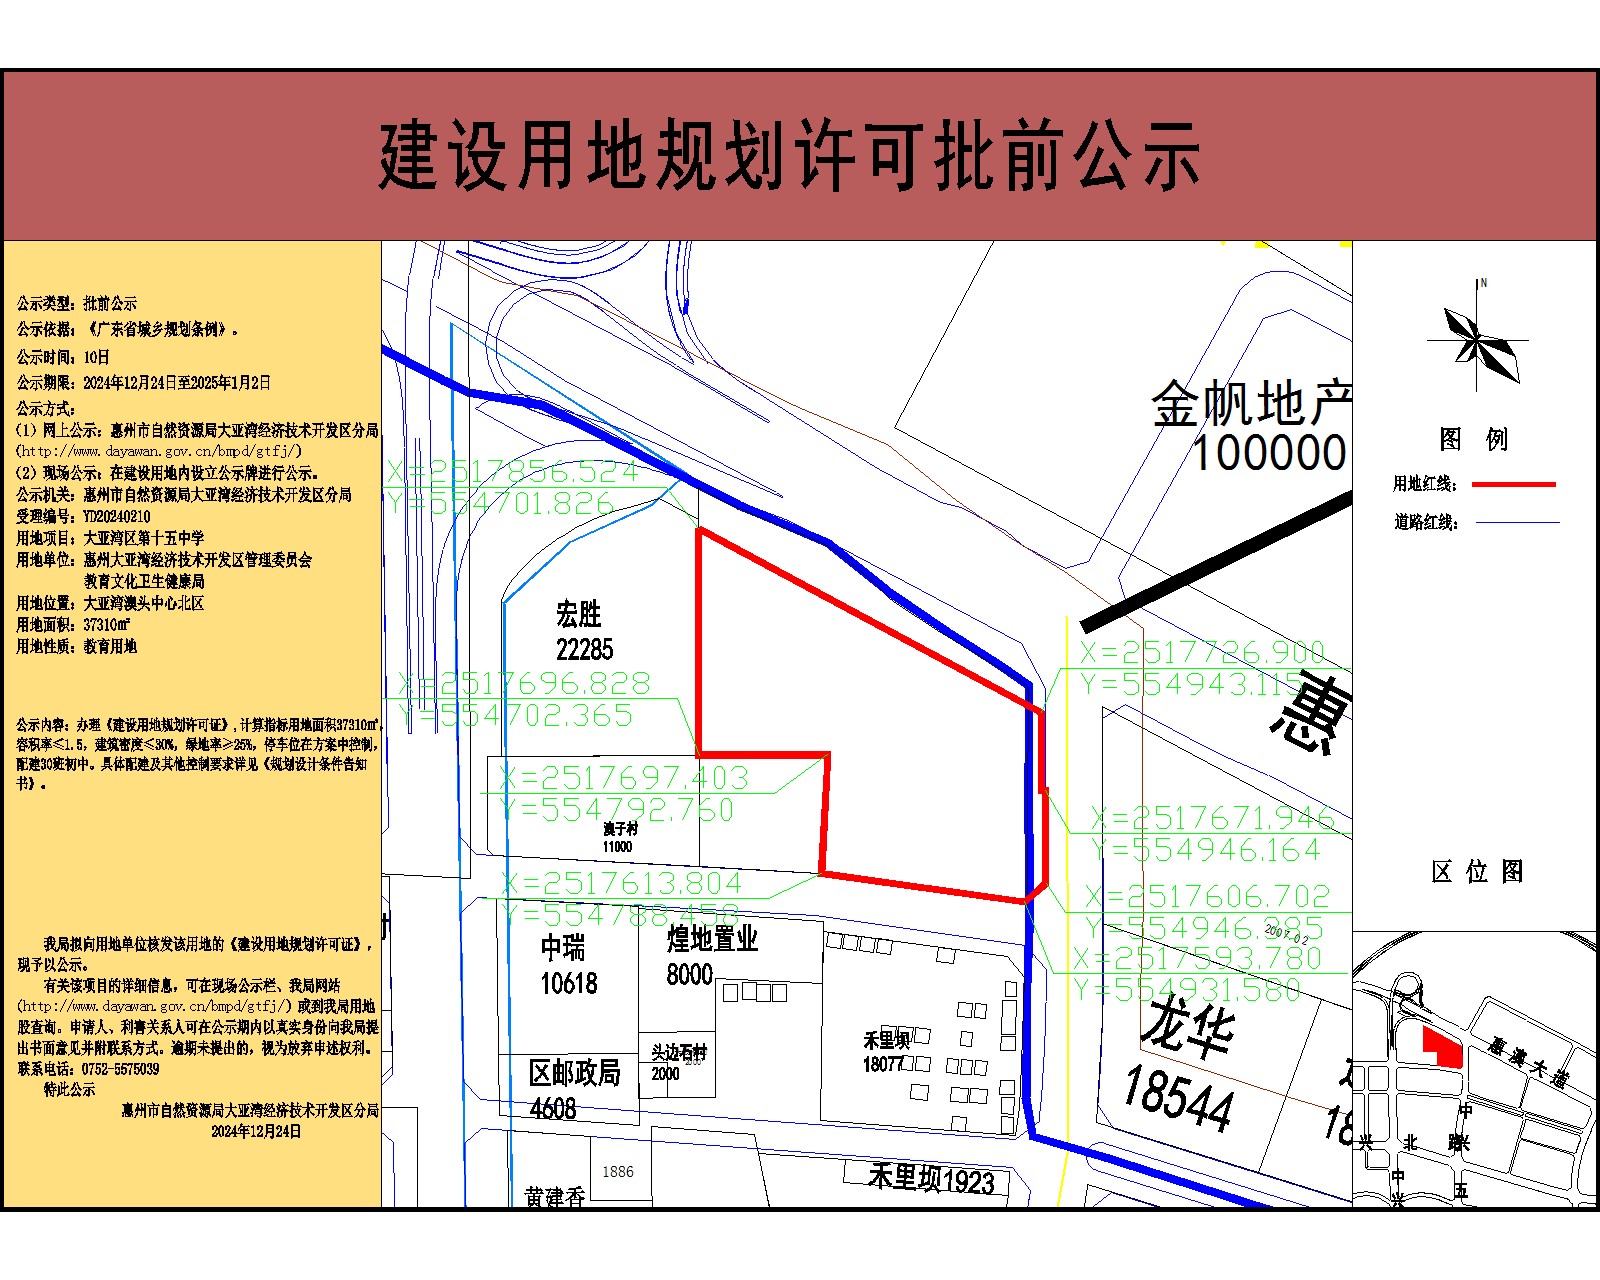 建设用地规划许可批前公示
公示类型：批前公示
公示依据：《广东省城乡规划条例》。
公示时间：10日
公示期限：2024年12月24日至2025年1月2日
公示方式：
(1) 网上公示：惠州市自然资源局大亚湾经济技术开发区分局
(http://www.dayawan.gov.cn/bmpd/gtfj/)
(2) 现场公示：在建设用地内设立公示牌进行公示。
公示机关：惠州市自然资源局大亚湾经济技术开发区分局
受理编号：YD20240210
用地项目：大亚湾区第十五中学
用地单位：惠州大亚湾经济技术开发区管理委员会
教育文化卫生健康局
用地位置：大亚湾澳头中心北区
用地面积：37310㎡
用地性质：教育用地
公示内容：办理《建设用地规划许可证》,计算指标用地面积37310㎡，
容积率≤1.5，建筑密度≤30%，绿地率≥25%，停车位在方案中控制，
配建30班初中。具体配建及其他控制要求详见《规划设计条件告知
书》。
我局拟向用地单位核发该用地的《建设用地规划许可证》，
现予以公示。
有关该项目的详细信息，可在现场公示栏、我局网站
(http://www.dayawan.gov.cn/bmpd/gtfj/) 或到我局用地
股查询。申请人、利害关系人可在公示期内以真实身份向我局提
出书面意见并附联系方式。逾期未提出的，视为放弃申述权利。
联系电话：0752-5575039
特此公示
惠州市自然资源局大亚湾经济技术开发区分局
2024年12月24日
金帆地产
100000
X=2517856.524
Y=554701.826
宏胜
22285
X=2517696.828
Y=554702.365
X=2517726.900
Y=554943.115
惠
X=2517697.403
Y=554792.760
澳子村
11000
X=2517671.946
Y=554946.164
X=2517613.804
Y=554788.458
X=2517606.702
Y=554946.385
2007-02
X=2517593.780
Y=554931.580
中瑞
10618
煌地置业
8000
龙华
18544
禾里坝
18077
头边石村
2000
区邮政局
4608
18
1886
禾里坝1923
黄建香
N
图 例
用地红线：
道路红线：
区 位 图
惠澳大道
中
兴 北 路
兴
中
兴
五